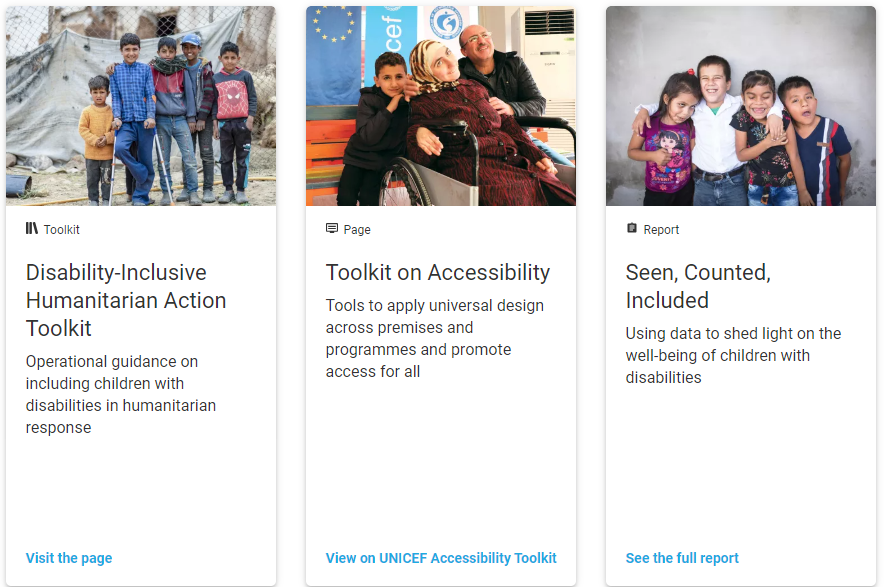 cef
Toolkit
Disability-Inclusive
Humanitarian Action
Toolkit
Operational guidance on
including children with
disabilities in humanitarian
response
Visit the page
Page
Toolkit on Accessibility
Tools to apply universal design
across premises and
programmes and promote
access for all
View on UNICEF Accessibility Toolkit
Report
Seen, Counted,
Included
Using data to shed light on the
well-being of children with
disabilities
See the full report